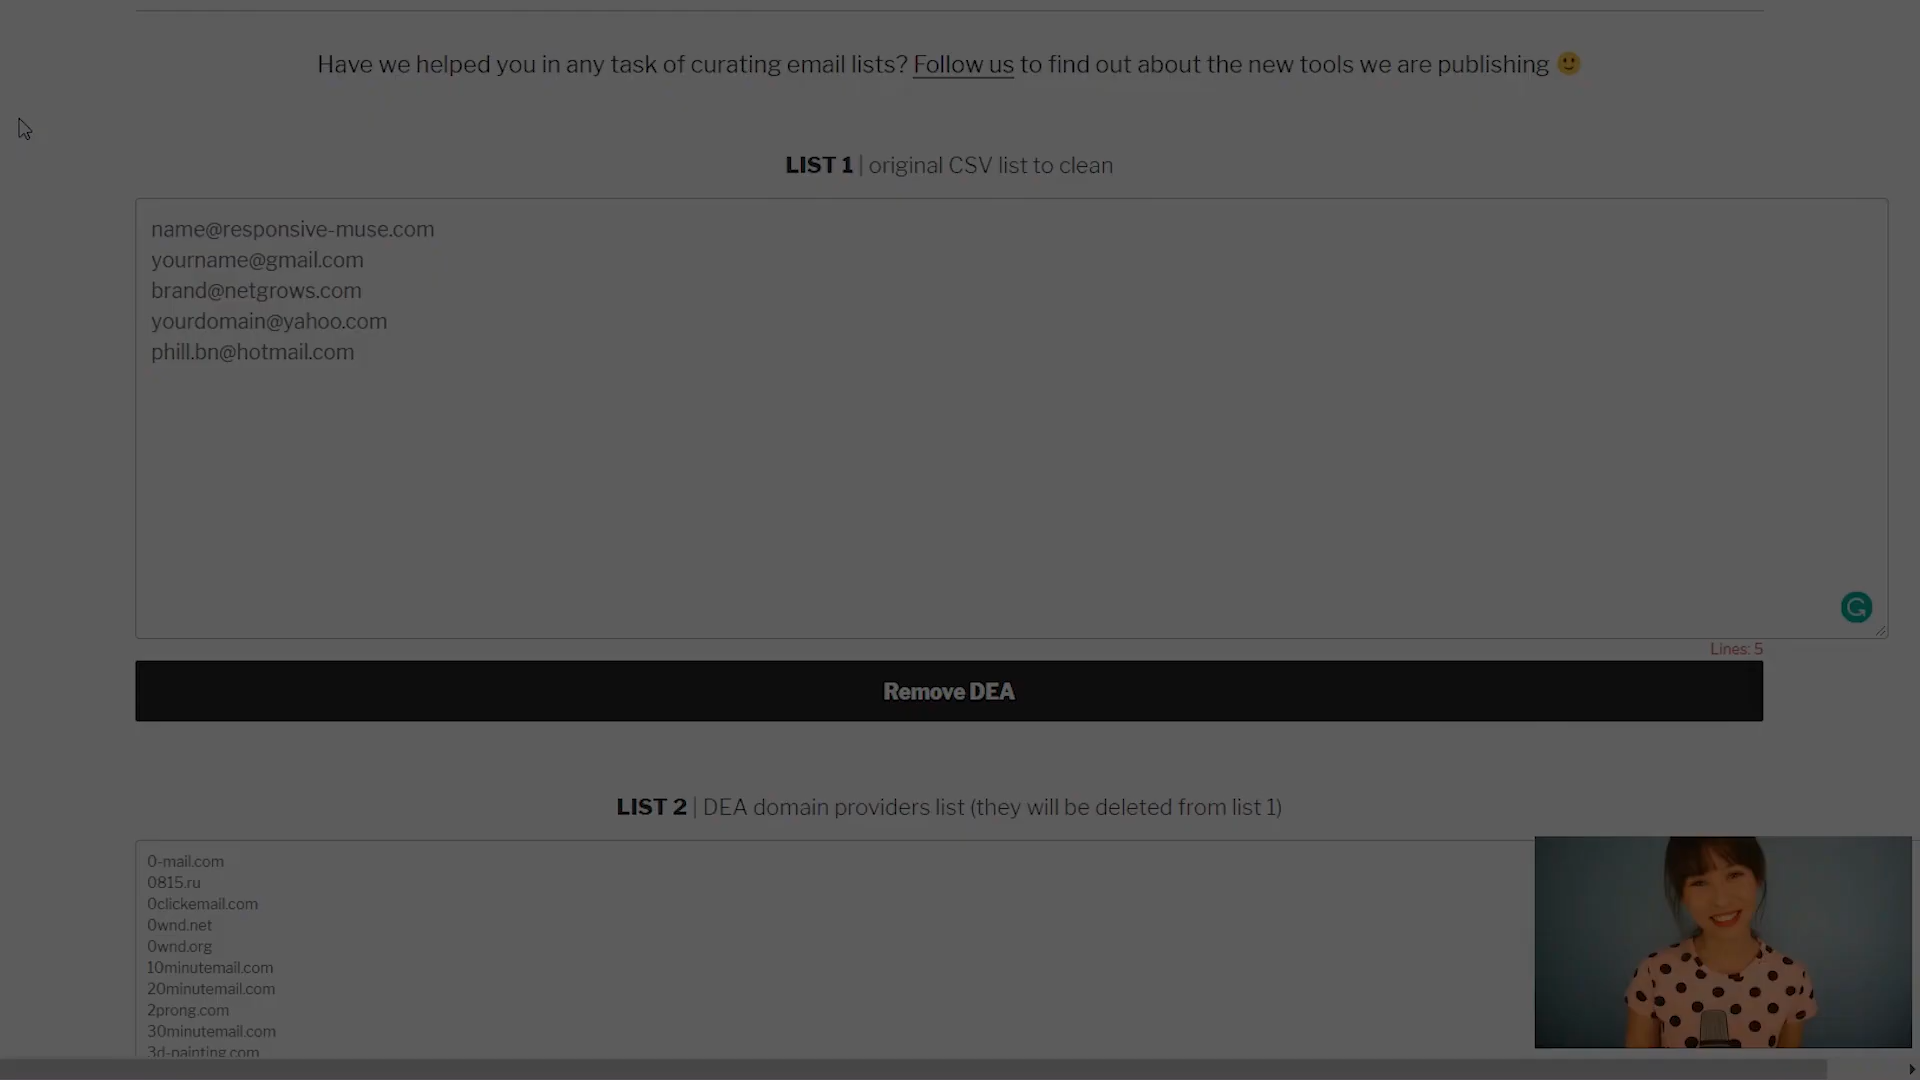 Have we helped you in any task of curating email lists? Follow us to find out about the new tools we are publishing 🙂
LIST 1 | original CSV list to clean
name@responsive-muse.com
yourname@gmail.com
brand@netgrows.com
yourdomain@yahoo.com
phill.bn@hotmail.com
Lines: 5
Remove DEA
LIST 2 | DEA domain providers list (they will be deleted from list 1)
0-mail.com
0815.ru
0clickemail.com
0wnd.net
0wnd.org
10minutemail.com
20minutemail.com
2prong.com
30minutemail.com
3d-painting.com